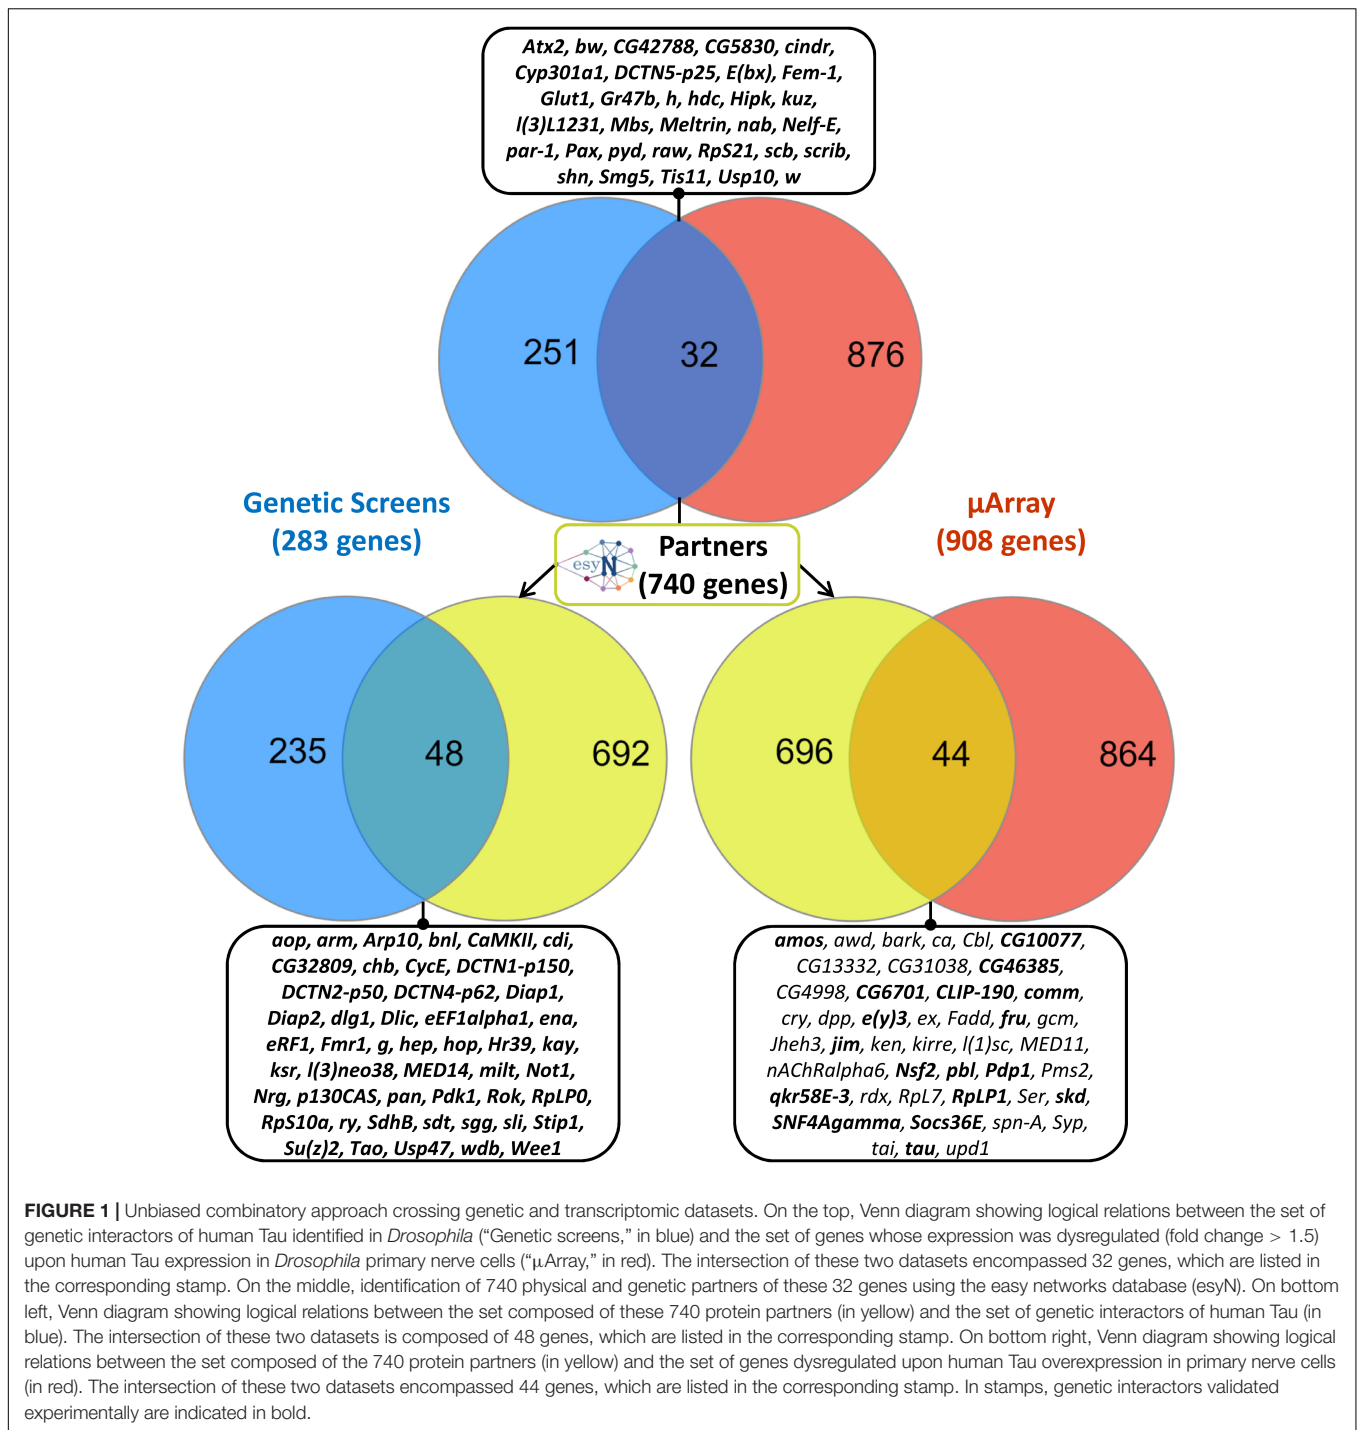 Atx2, bw, CG42788, CG5830, cindr,
Cyp301a1, DCTN5-p25, E(bx), Fem-1,
Glut1, Gr47b, h, hdc, Hipk, kuz,
l(3)L1231, Mbs, Meltrin, nab, Nelf-E,
par-1, Pax, pyd, raw, RpS21, scb, scrib,
shn, Smg5, Tis11, Usp10, w
251
32
876
Genetic Screens
(283 genes)
µArray
(908 genes)
esyN
Partners
(740 genes)
235
48
692
696
44
864
aop, arm, Arp10, bnl, CaMKII, cdi,
CG32809, chb, CycE, DCTN1-p150,
DCTN2-p50, DCTN4-p62, Diap1,
Diap2, dlg1, Dlic, eEF1alpha1, ena,
eRF1, Fmr1, g, hep, hop, Hr39, kay,
ksr, l(3)neo38, MED14, milt, Not1,
Nrg, p130CAS, pan, Pdk1, Rok, RpLP0,
RpS10a, ry, SdhB, sdt, sgg, sli, Stip1,
Su(z)2, Tao, Usp47, wdb, Wee1
amos, awd, bark, ca, Cbl, CG10077,
CG13332, CG31038, CG46385,
CG4998, CG6701, CLIP-190, comm,
cry, dpp, e(y)3, ex, Fadd, fru, gcm,
Jheh3, jim, ken, kirre, l(1)sc, MED11,
nAChRalpha6, Nsf2, pbl, Pdp1, Pms2,
qkr58E-3, rdx, RpL7, RpLP1, Ser, skd,
SNF4Agamma, Socs36E, spn-A, Syp,
tai, tau, upd1
FIGURE 1 | Unbiased combinatory approach crossing genetic and transcriptomic datasets. On the top, Venn diagram showing logical relations between the set of
genetic interactors of human Tau identified in Drosophila (“Genetic screens,” in blue) and the set of genes whose expression was dysregulated (fold change > 1.5)
upon human Tau expression in Drosophila primary nerve cells (“µArray,” in red). The intersection of these two datasets encompassed 32 genes, which are listed in
the corresponding stamp. On the middle, identification of 740 physical and genetic partners of these 32 genes using the easy networks database (esyN). On bottom
left, Venn diagram showing logical relations between the set composed of these 740 protein partners (in yellow) and the set of genetic interactors of human Tau (in
blue). The intersection of these two datasets is composed of 48 genes, which are listed in the corresponding stamp. On bottom right, Venn diagram showing logical
relations between the set composed of the 740 protein partners (in yellow) and the set of genes dysregulated upon human Tau overexpression in primary nerve cells
(in red). The intersection of these two datasets encompassed 44 genes, which are listed in the corresponding stamp. In stamps, genetic interactors validated
experimentally are indicated in bold.